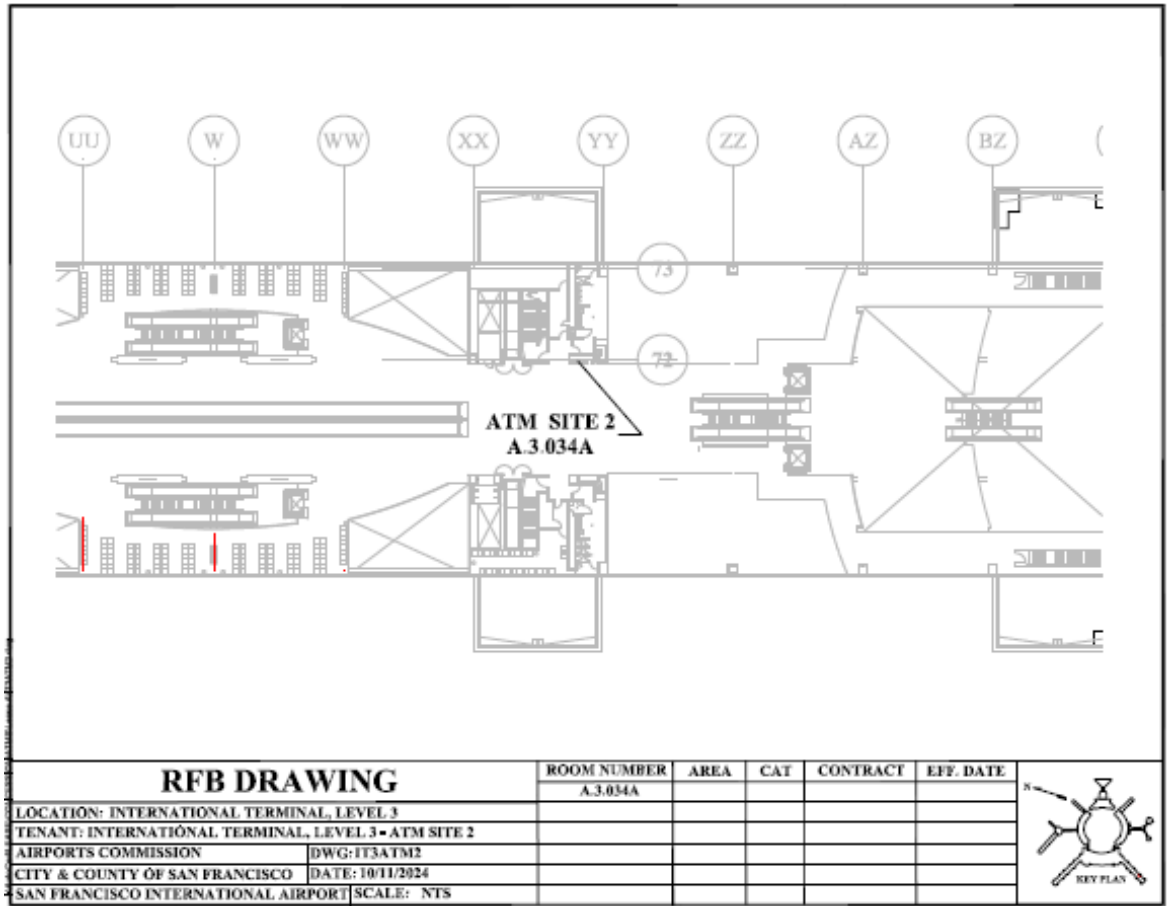 UU W WW XX YY ZZ AZ BZ
73
72
ATM SITE 2
A.3.034A
RFB DRAWING
ROOM NUMBER AREA CAT CONTRACT EFF. DATE
A.3.034A
LOCATION: INTERNATIONAL TERMINAL, LEVEL 3
TENANT: INTERNATIONAL TERMINAL, LEVEL 3 - ATM SITE 2
AIRPORTS COMMISSION DWG: IT3ATM2
CITY & COUNTY OF SAN FRANCISCO DATE: 10/11/2024
SAN FRANCISCO INTERNATIONAL AIRPORT SCALE: NTS
N
KEY PLAN